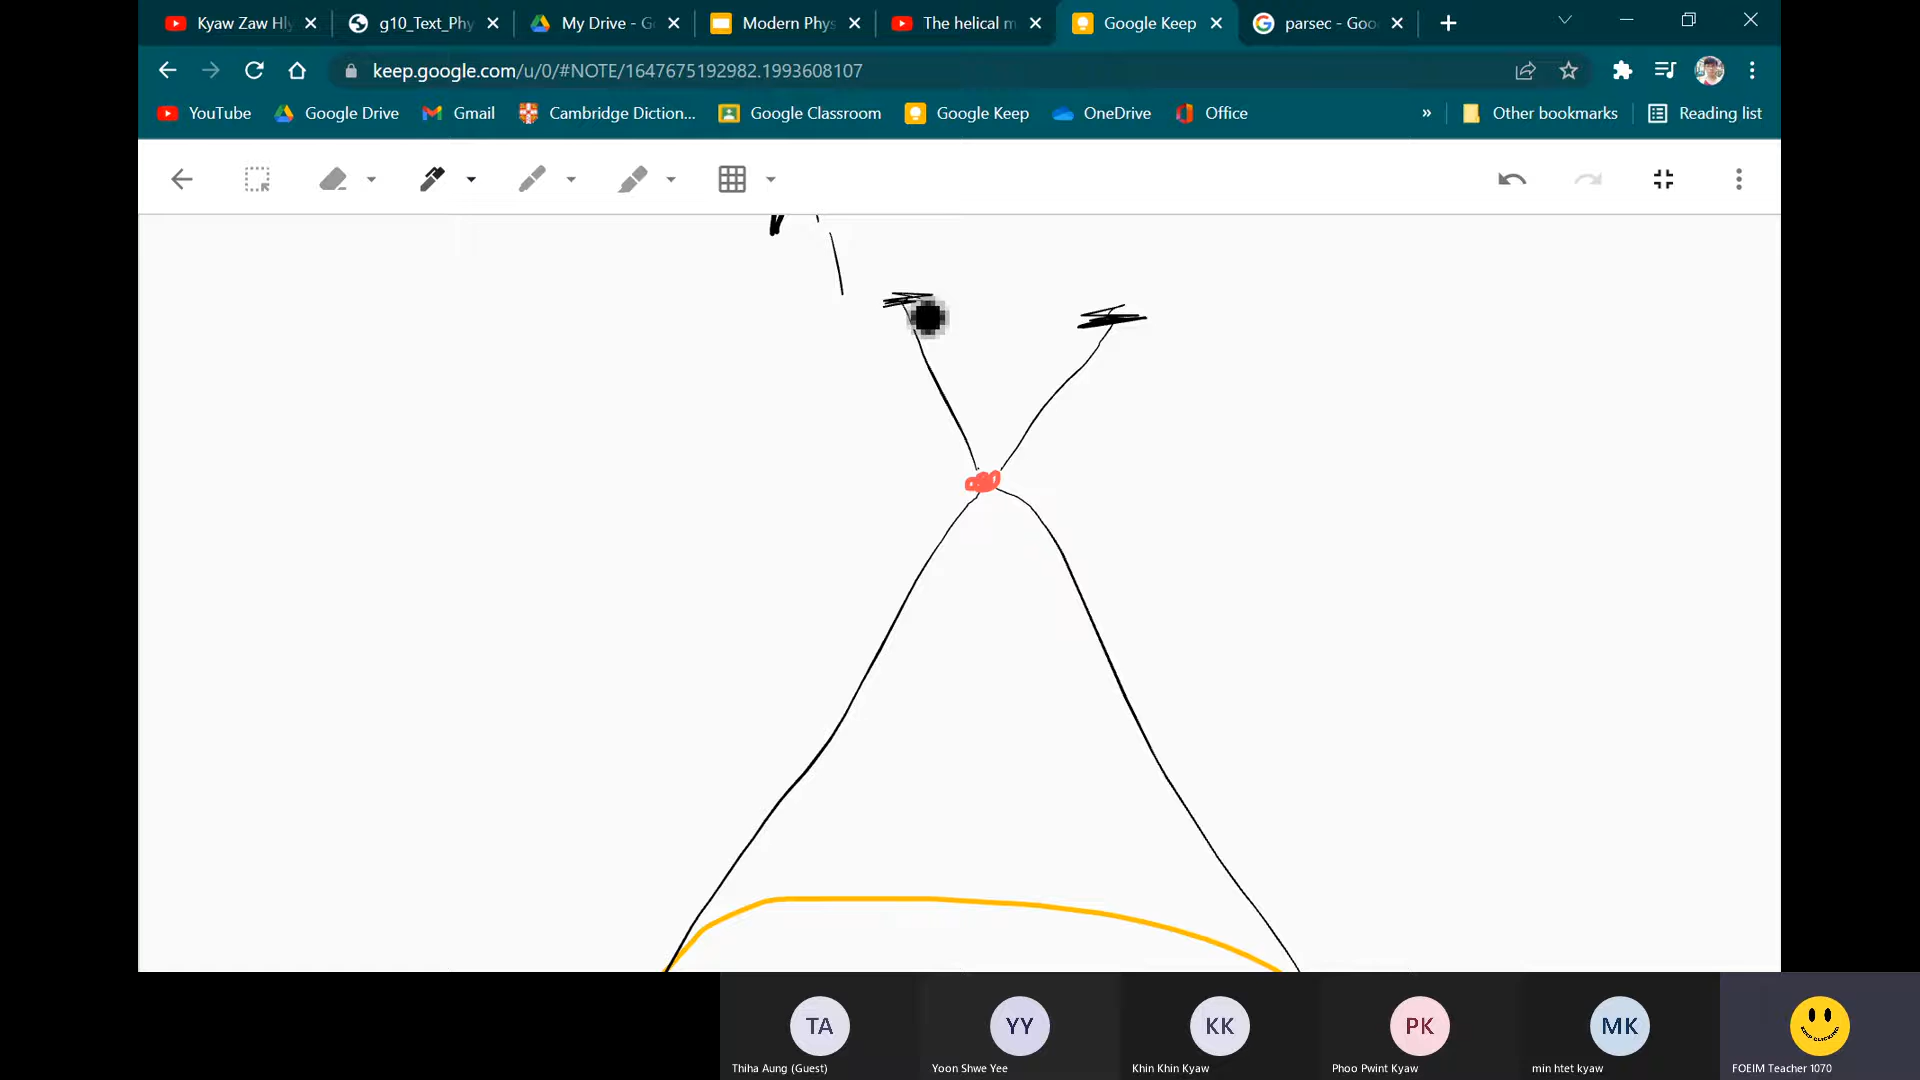 Kyaw Zaw Hl
g10_Text_Phy
My Drive - G
Modern Phys
The helical m
Google Keep
parsec - Goo
keep.google.com/u/0/#NOTE/1647675192982.1993608107
YouTube
Google Drive
Gmail
Cambridge Diction...
Google Classroom
Google Keep
OneDrive
Office
»
Other bookmarks
Reading list
TA
YY
KK
PK
MK
KEEP CLICKING
Thiha Aung (Guest)
Yoon Shwe Yee
Khin Khin Kyaw
Phoo Pwint Kyaw
min htet kyaw
FOEIM Teacher 1070